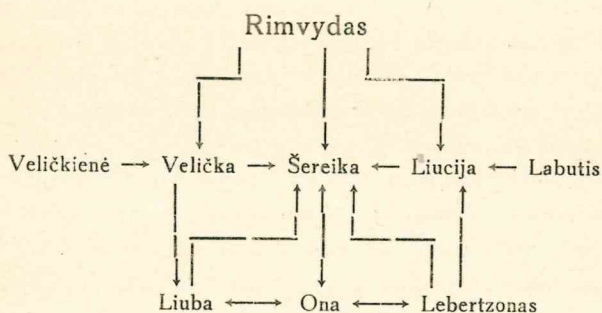 Rimvydas
Veličkienė Velička Šereika Liucija Labutis
Liuba Ona Lebertzonas